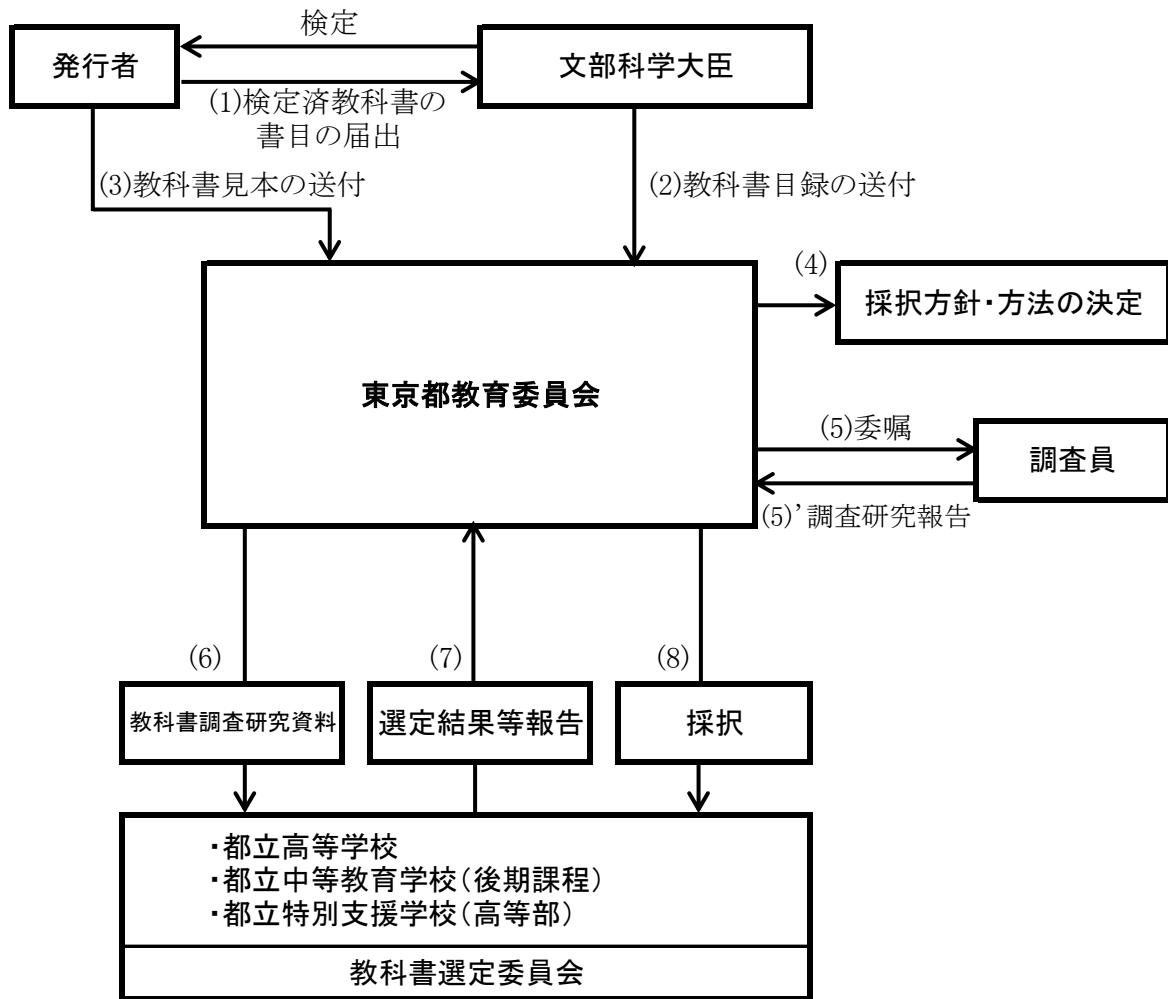 検定
発行者
文部科学大臣
(1)検定済教科書の
書目の届出
(3)教科書見本の送付
(2)教科書目録の送付
(4)
採択方針・方法の決定
東京都教育委員会
(5)委嘱
調査員
(5)’調査研究報告
(6)
(7)
(8)
教科書調査研究資料
選定結果等報告
採択
・都立高等学校
・都立中等教育学校(後期課程)
・都立特別支援学校(高等部)
教科書選定委員会